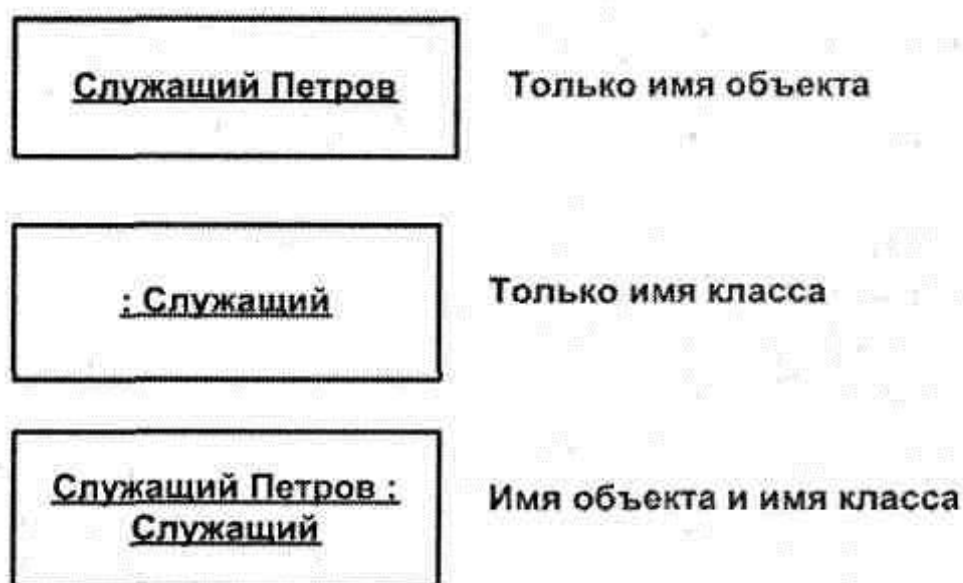 Служащий Петров
Только имя объекта
: Служащий
Только имя класса
Служащий Петров :
Служащий
Имя объекта и имя класса